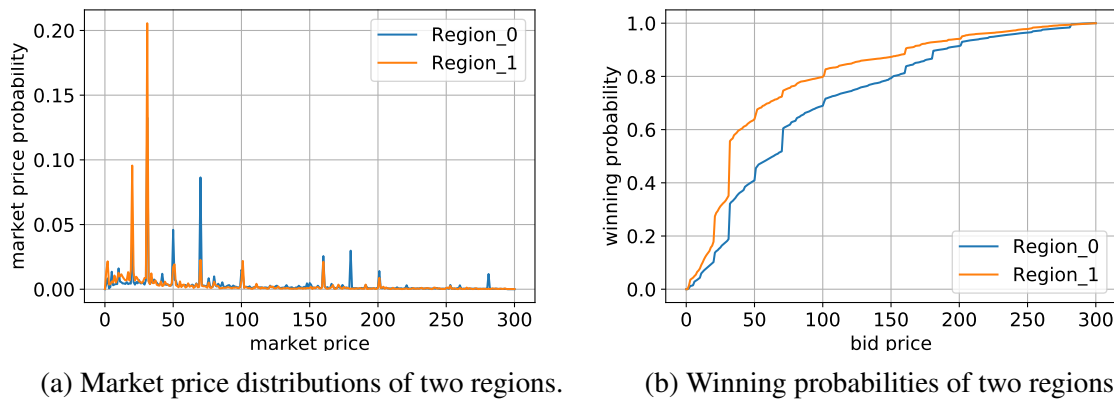 0.20
0.15
0.10
0.05
0.00
market price probability
Region_0
Region_1
0 50 100 150 200 250 300
market price
(a) Market price distributions of two regions.
1.0
0.8
0.6
0.4
0.2
0.0
winning probability
Region_0
Region_1
0 50 100 150 200 250 300
bid price
(b) Winning probabilities of two regions